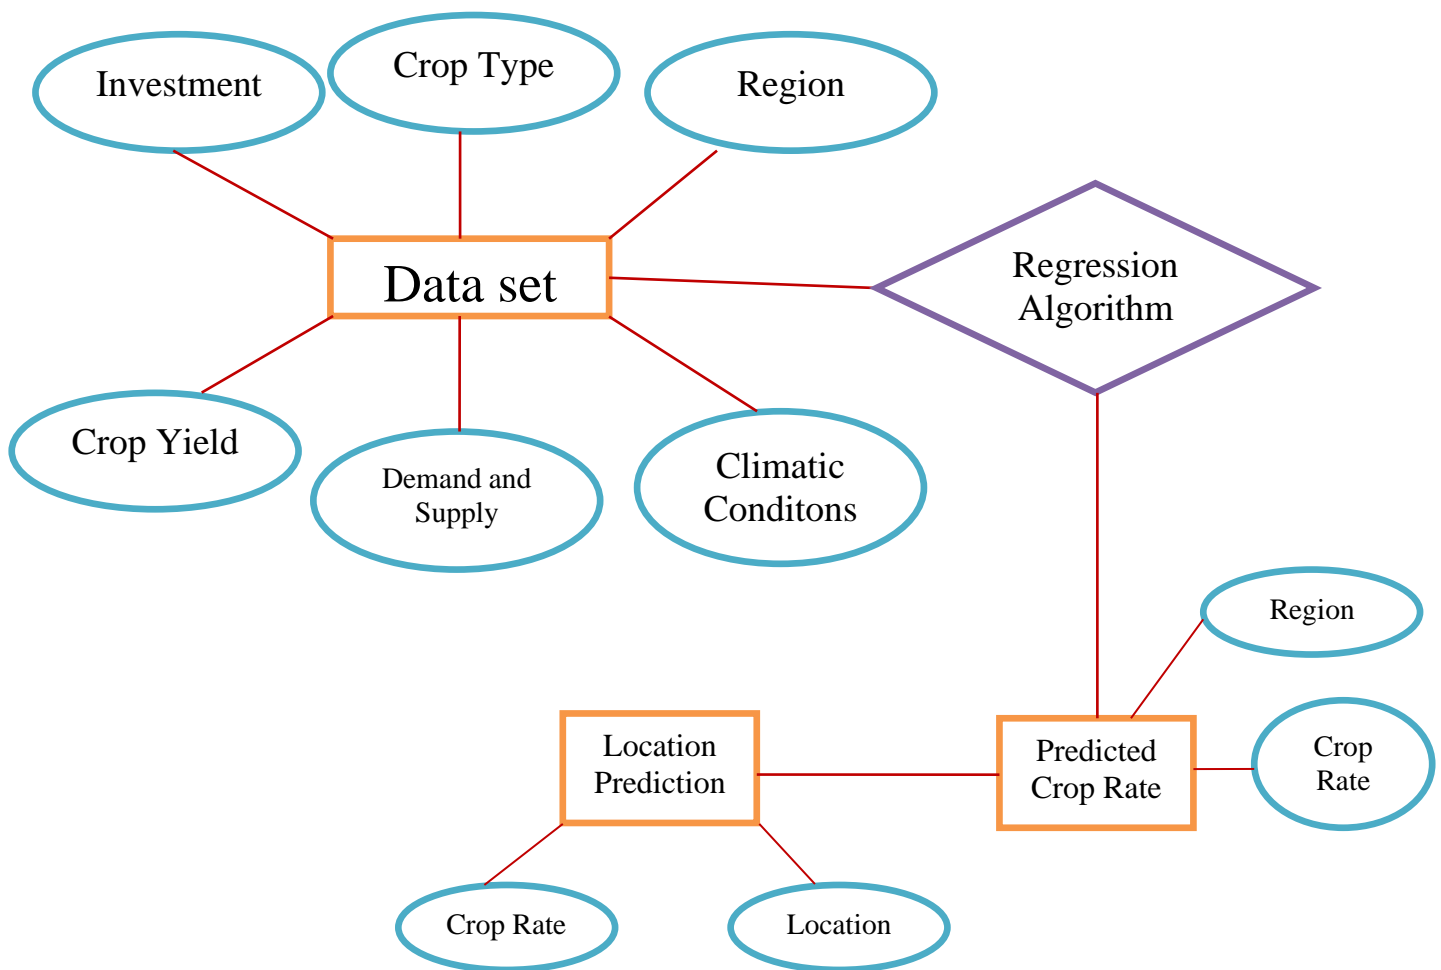 Investment
Crop Type
Region
Data set
Regression
Algorithm
Crop Yield
Demand and
Supply
Climatic
Conditons
Region
Location
Prediction
Predicted
Crop Rate
Crop
Rate
Crop Rate
Location